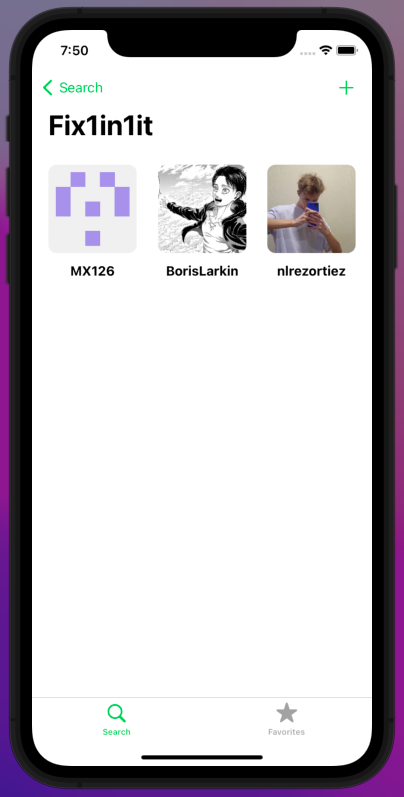 7:50
Search
Fix1in1it
MX126
BorisLarkin
nlrezortiez
Search
Favorites